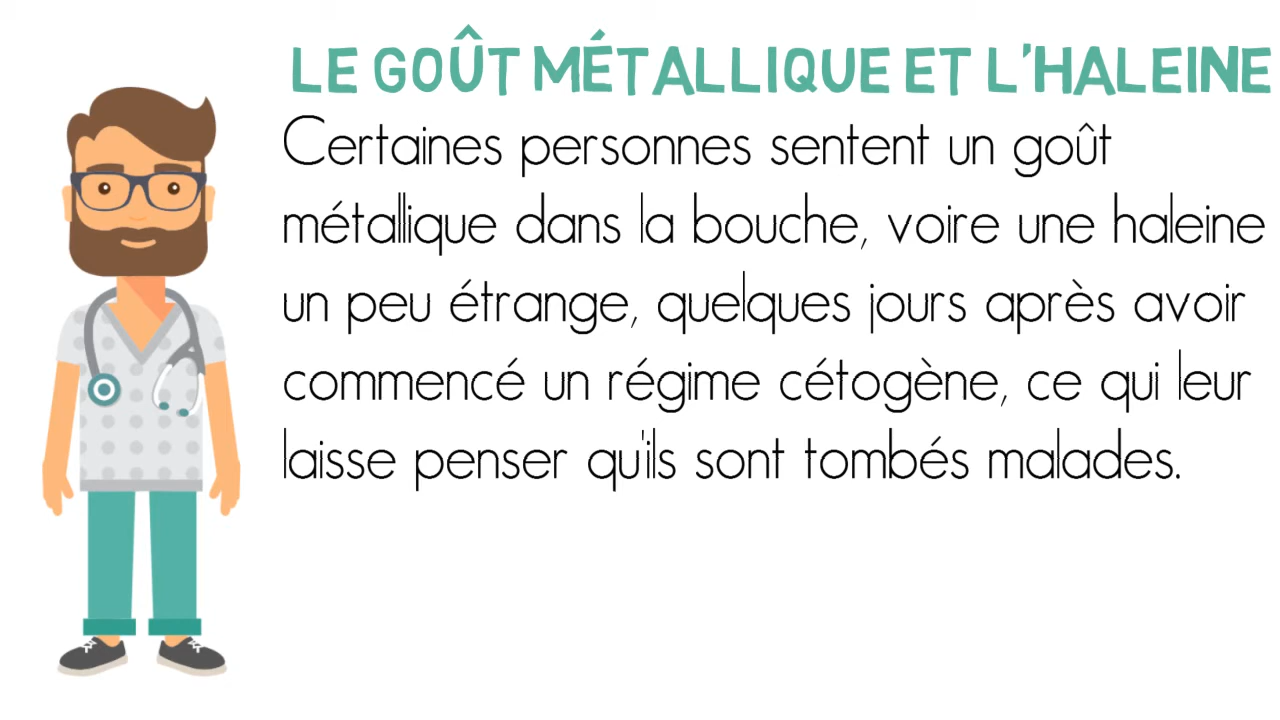 LE GOÛT MÉTALLIQUE ET L'HALEINE
Certaines personnes sentent un goût
métallique dans la bouche, voire une haleine
un peu étrange, quelques jours après avoir
commencé un régime cétogène, ce qui leur
laisse penser qu'ils sont tombés malades.